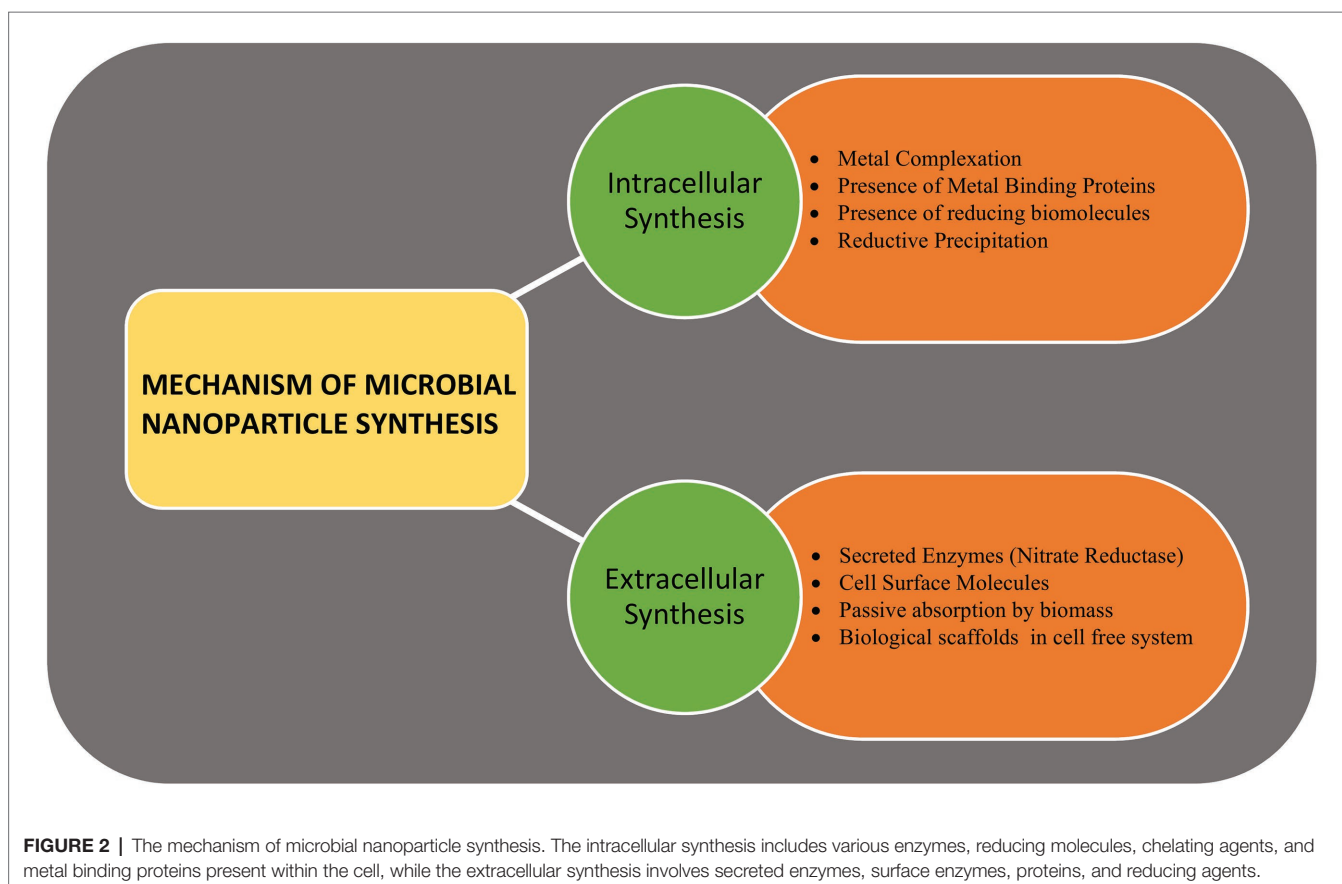 MECHANISM OF MICROBIAL
NANOPARTICLE SYNTHESIS
Intracellular
Synthesis
• Metal Complexation
• Presence of Metal Binding Proteins
• Presence of reducing biomolecules
• Reductive Precipitation
Extracellular
Synthesis
• Secreted Enzymes (Nitrate Reductase)
• Cell Surface Molecules
• Passive absorption by biomass
• Biological scaffolds in cell free system
FIGURE 2 | The mechanism of microbial nanoparticle synthesis. The intracellular synthesis includes various enzymes, reducing molecules, chelating agents, and
metal binding proteins present within the cell, while the extracellular synthesis involves secreted enzymes, surface enzymes, proteins, and reducing agents.